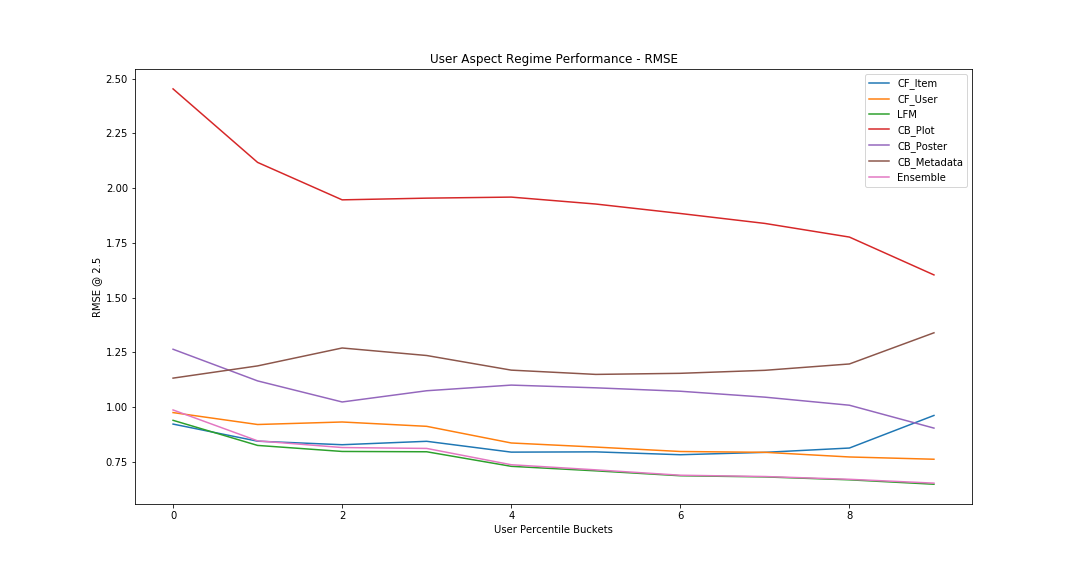 User Aspect Regime Performance - RMSE
2.50
2.25
2.00
1.75
1.50
1.25
1.00
0.75
RMSE @ 2.5
CF_Item
CF_User
LFM
CB_Plot
CB_Poster
CB_Metadata
Ensemble
0 2 4 6 8
User Percentile Buckets